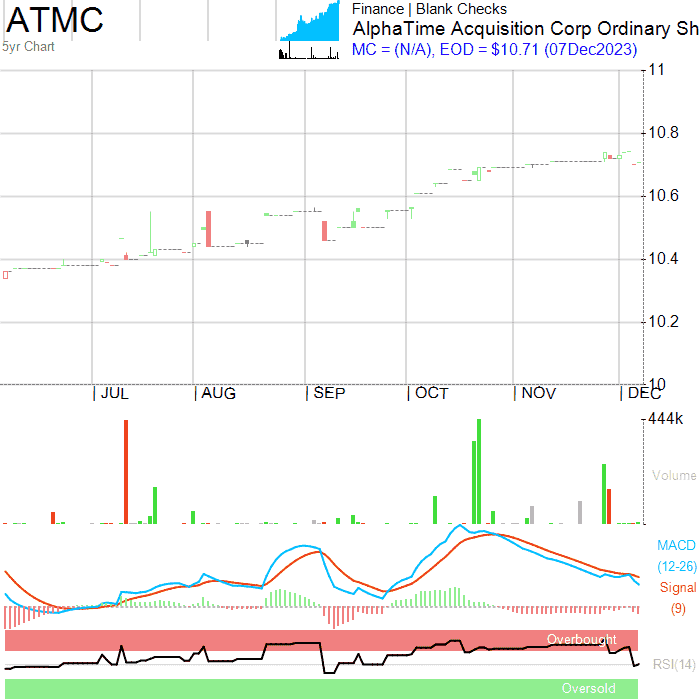 ATMC
5yr Chart
Finance | Blank Checks
AlphaTime Acquisition Corp Ordinary Sh
MC = (N/A), EOD = $10.71 (07Dec2023)
11
10.8
10.6
10.4
10.2
10
JUL
AUG
SEP
OCT
NOV
DEC
444k
Volume
MACD
(12-26)
Signal
(9)
Overbought
RSI(14)
Oversold